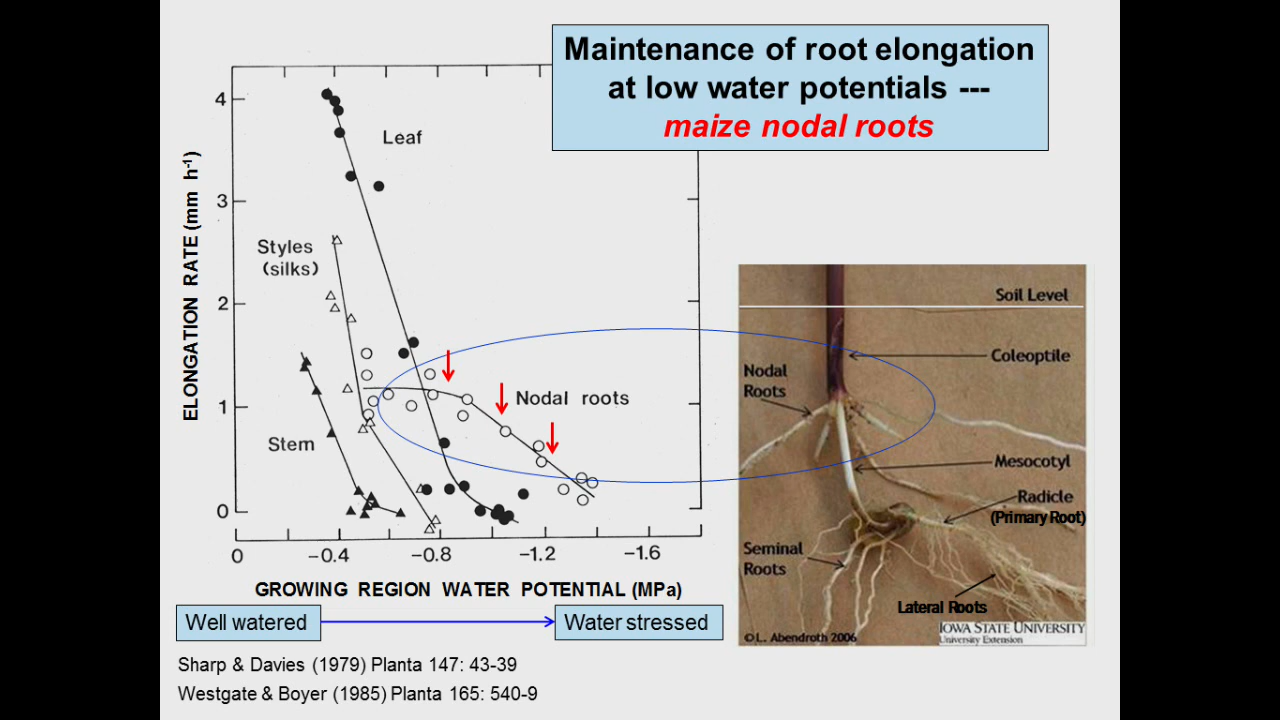 Maintenance of root elongation
at low water potentials ---
maize nodal roots
ELONGATION RATE (mm h-1)
4
3
2
1
0
Leaf
Styles
(silks)
Stem
Nodal roots
0
−0.4
−0.8
−1.2
−1.6
GROWING REGION WATER POTENTIAL (MPa)
Well watered
Water stressed
Sharp & Davies (1979) Planta 147: 43-39
Westgate & Boyer (1985) Planta 165: 540-9
Soil Level
Coleoptile
Nodal
Roots
Mesocotyl
Radicle
(Primary Root)
Seminal
Roots
Lateral Roots
©L. Abendroth 2006
IOWA STATE UNIVERSITY
University Extension